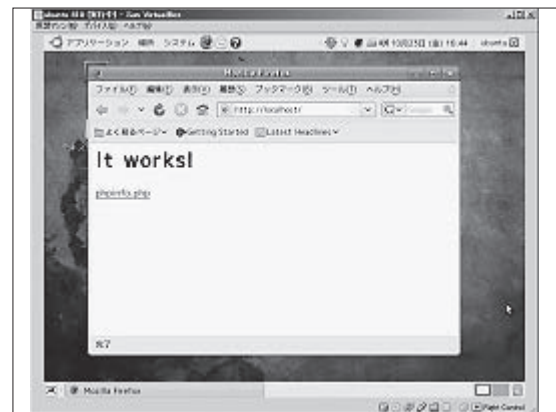 アプリケーション 場所 システム
Mozilla Firefox
ファイル(F) 編集(E) 表示(V) 履歴(S) ブックマーク(B) ツール(T) ヘルプ(H)
http://localhost/
よく見るページ Getting Started Latest Headlines
It works!
phpinfo.php
完了
Mozilla Firefox
Right Control